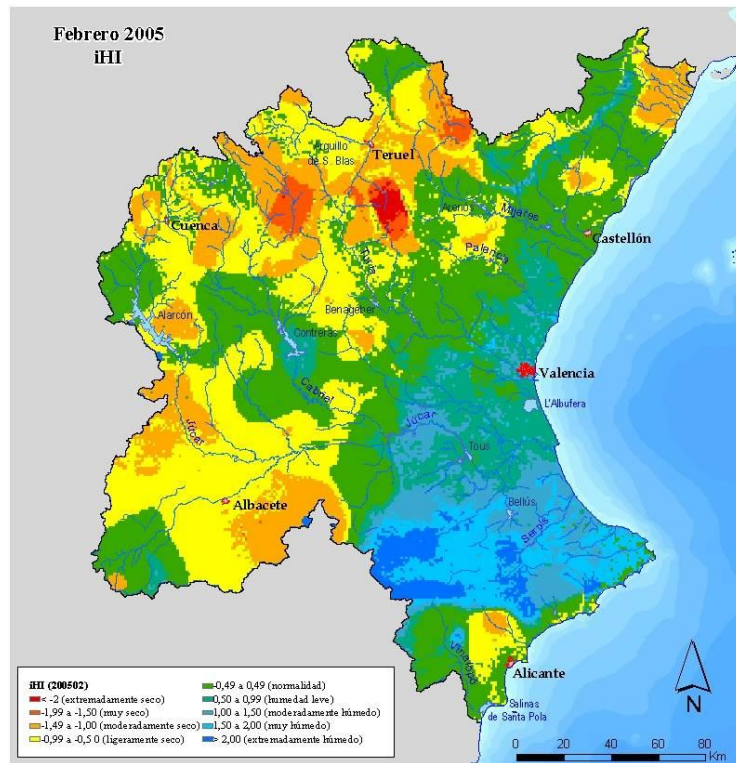 Febrero 2005
iHI
Arguillo
de S. Blas
Teruel
Cuenca
Arenós
Mijares
Castellón
Palancia
Turia
Alarcón
Benageber
Contreras
Cabriel
Valencia
L'Albufera
Júcar
Júcar
Tous
Albacete
Bellús
Serpis
Vinalopó
Alicante
Salinas
de Santa Pola
iHI (200502)
< -2 (extremadamente seco)
-1,99 a -1,50 (muy seco)
-1,49 a -1,00 (moderadamente seco)
-0,99 a -0,5 0 (ligeramente seco)
-0,49 a 0,49 (normalidad)
0,50 a 0,99 (humedad leve)
1,00 a 1,50 (moderadamente húmedo)
1,50 a 2,00 (muy húmedo)
> 2,00 (extremadamente húmedo)
N
0 20 40 60 80
Km